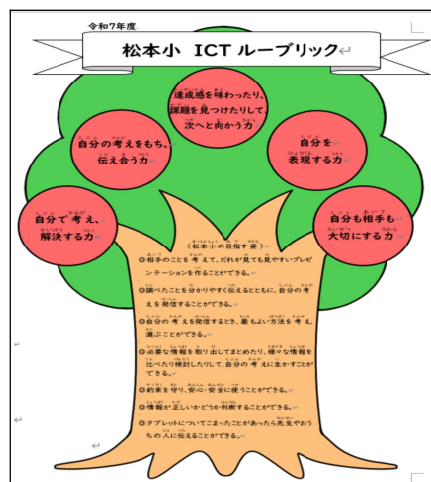 令和7年度
松本小 ICT ルーブリック
達成感を味わったり、
課題を見つけたりして、
次へと向かう力
自分の考えをもち、
伝え合う力
自分を
表現する力
自分で考え、
解決する力
自分も相手も
大切にする力
〈松本小の目指す姿〉
◎相手のことを考えて、だれが見ても見やすいプレゼ
ンテーションを作ることができる。
◎調べたことを分かりやすく伝えるとともに、自分の考
えを発信することができる。
◎自分の考えを発信するとき、最もよい方法を考え、
選ぶことができる。
◎必要な情報を取り出してまとめたり、様々な情報を
比べたり検討したりして、自分の考えに生かすことが
できる。
◎約束を守り、安心・安全に使うことができる。
◎情報が正しいかどうか判断することができる。
◎タブレットについてこまったことがあったら先生やおう
ちの人に伝えることができる。